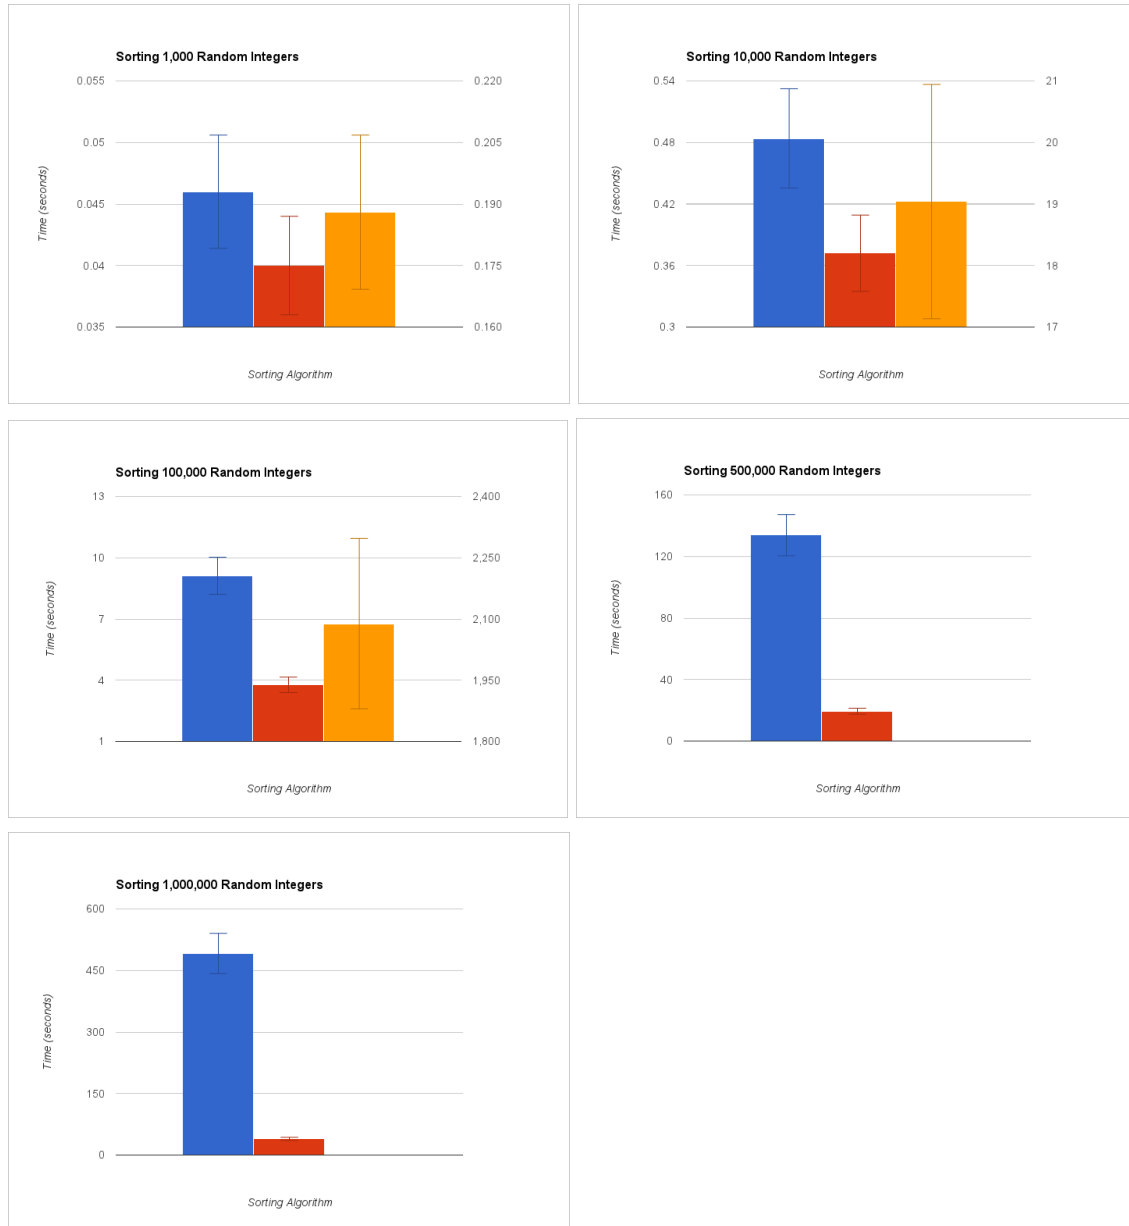 Sorting 1,000 Random Integers
0.055
0.220
0.05
0.205
0.045
0.190
0.04
0.175
0.035
0.160
Time (seconds)
Sorting Algorithm
Sorting 10,000 Random Integers
0.54
21
0.48
20
0.42
19
0.36
18
0.3
17
Time (seconds)
Sorting Algorithm
Sorting 100,000 Random Integers
13
2,400
10
2,250
7
2,100
4
1,950
1
1,800
Time (seconds)
Sorting Algorithm
Sorting 500,000 Random Integers
160
120
80
40
0
Time (seconds)
Sorting Algorithm
Sorting 1,000,000 Random Integers
600
450
300
150
0
Time (seconds)
Sorting Algorithm